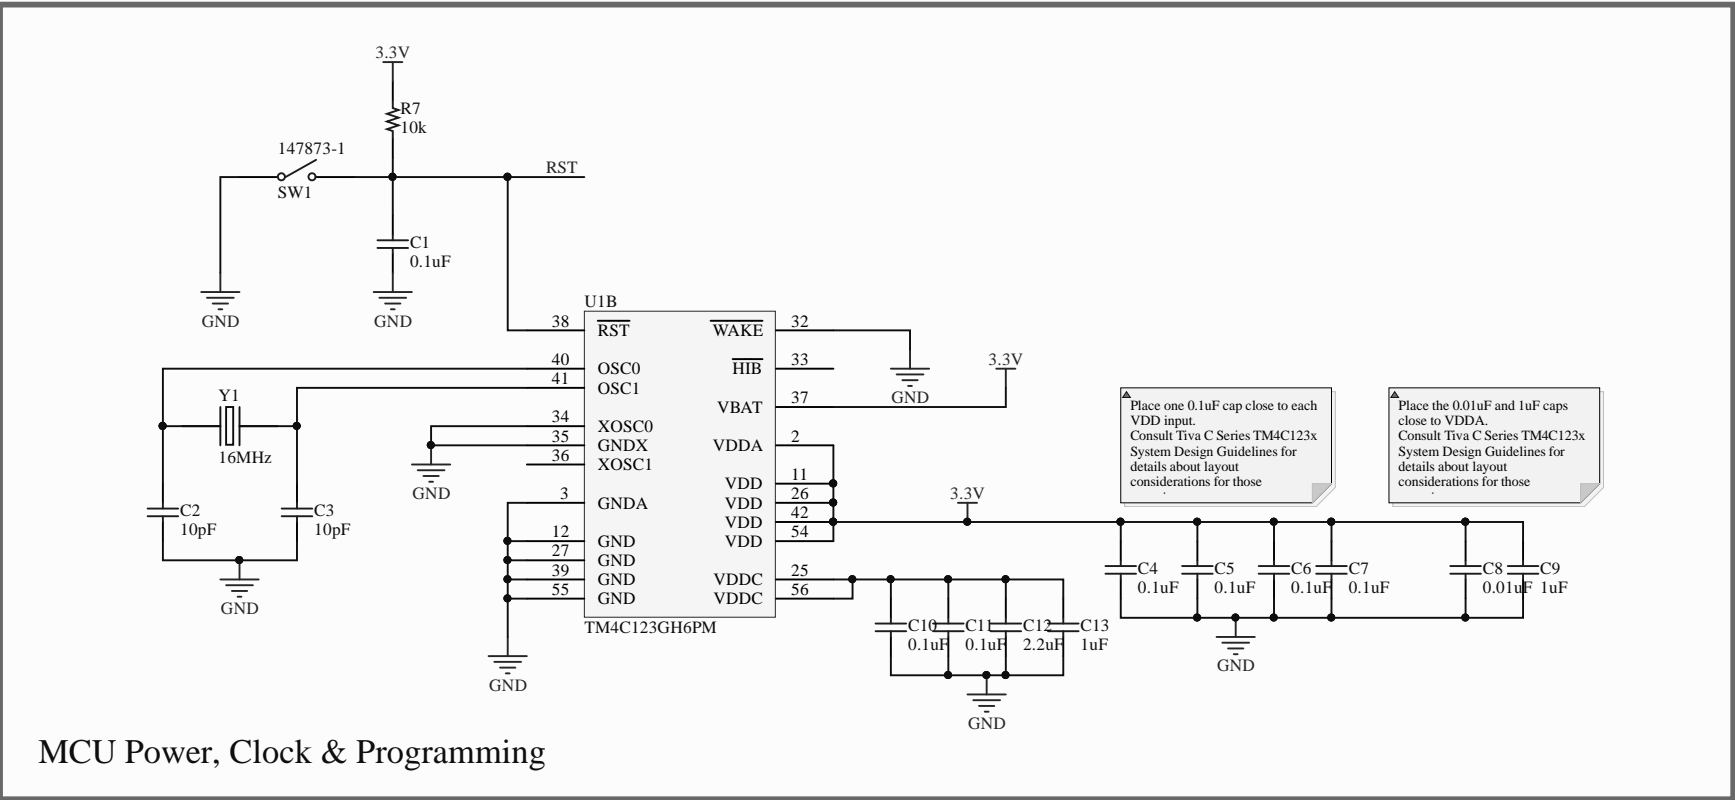 3.3V
R7
10k
147873-1
SW1
RST
C1
0.1uF
GND
GND
U1B
38
RST
WAKE
32
40
OSC0
HIB
33
41
OSC1
3.3V
GND
VBAT
37
Y1
16MHz
34
XOSC0
35
GNDX
36
XOSC1
GND
VDDA
2
VDD
11
VDD
26
VDD
42
VDD
54
3
GNDA
12
GND
27
GND
39
GND
55
GND
VDDC
25
VDDC
56
TM4C123GH6PM
GND
C2
10pF
C3
10pF
GND
3.3V
Place one 0.1uF cap close to each
VDD input.
Consult Tiva C Series TM4C123x
System Design Guidelines for
details about layout
considerations for those
Place the 0.01uF and 1uF caps
close to VDDA.
Consult Tiva C Series TM4C123x
System Design Guidelines for
details about layout
considerations for those
C4
0.1uF
C5
0.1uF
C6
0.1uF
C7
0.1uF
C8
0.01uF
C9
1uF
GND
C10
0.1uF
C11
0.1uF
C12
2.2uF
C13
1uF
GND
MCU Power, Clock & Programming